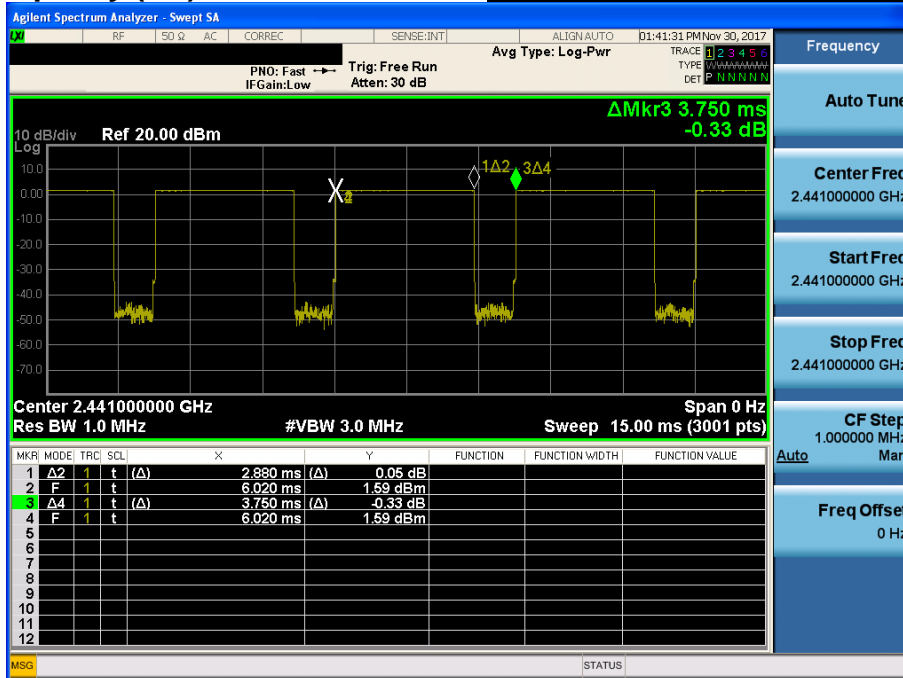 Agilent Spectrum Analyzer - Swept SA
LXI RF 50 Ω AC CORREC SENSE:INT ALIGN AUTO 01:41:31 PM Nov 30, 2017
Avg Type: Log-Pwr TRACE 1 2 3 4 5 6
PNO: Fast Trig: Free Run TYPE WWWWWW
IFGain:Low Atten: 30 dB DET P N N N N N
ΔMkr3 3.750 ms
10 dB/div Ref 20.00 dBm -0.33 dB
Log
10.0
0.00
-10.0
-20.0
-30.0
-40.0
-50.0
-60.0
-70.0
1Δ2 3Δ4
X2
Center 2.441000000 GHz Span 0 Hz
Res BW 1.0 MHz #VBW 3.0 MHz Sweep 15.00 ms (3001 pts)
MKR MODE TRC SCL X Y FUNCTION FUNCTION WIDTH FUNCTION VALUE
1 Δ2 1 t (Δ) 2.880 ms (Δ) 0.05 dB
2 F 1 t 6.020 ms 1.59 dBm
3 Δ4 1 t (Δ) 3.750 ms (Δ) -0.33 dB
4 F 1 t 6.020 ms 1.59 dBm
5
6
7
8
9
10
11
12
MSG STATUS
Frequency
Auto Tune
Center Freq
2.441000000 GHz
Start Freq
2.441000000 GHz
Stop Freq
2.441000000 GHz
CF Step
1.000000 MHz
Auto Man
Freq Offset
0 Hz